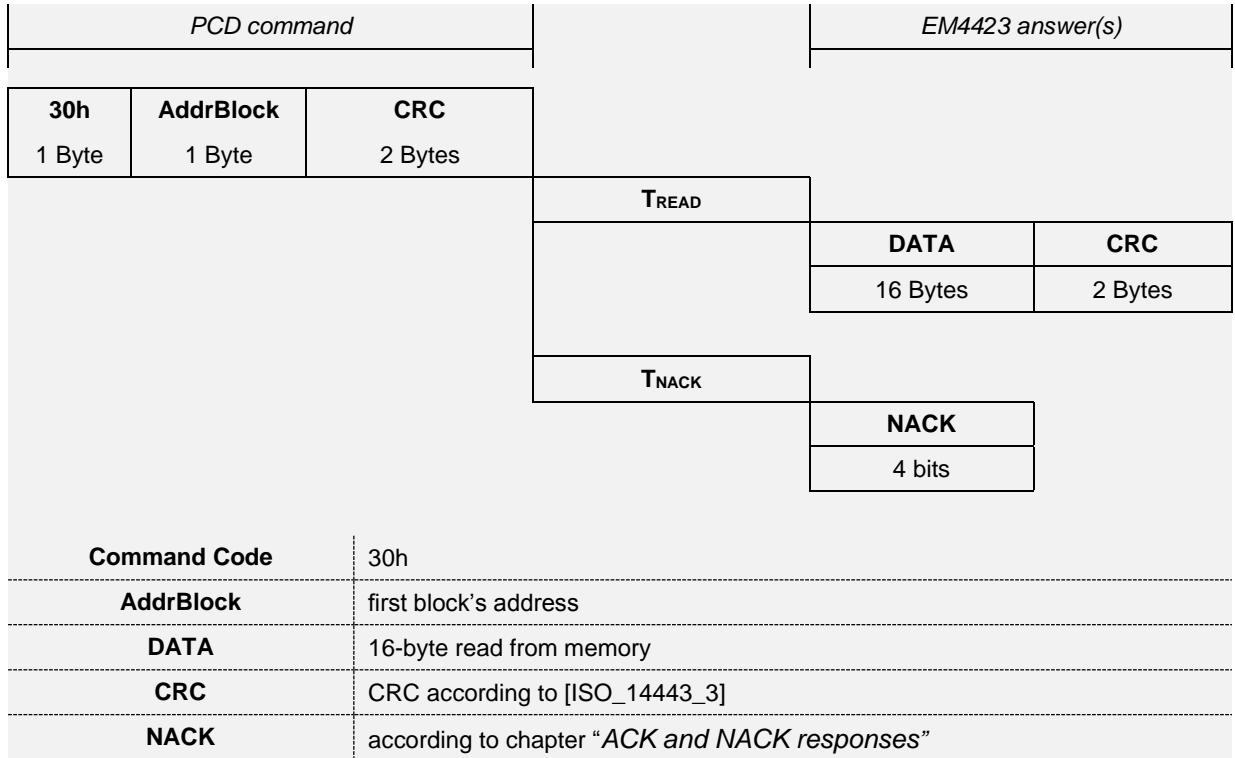 PCD command EM4423 answer(s)
30h AddrBlock CRC
1 Byte 1 Byte 2 Bytes
TREAD
DATA CRC
16 Bytes 2 Bytes
TNACK
NACK
4 bits
Command Code 30h
AddrBlock first block’s address
DATA 16-byte read from memory
CRC CRC according to [ISO_14443_3]
NACK according to chapter “ACK and NACK responses”